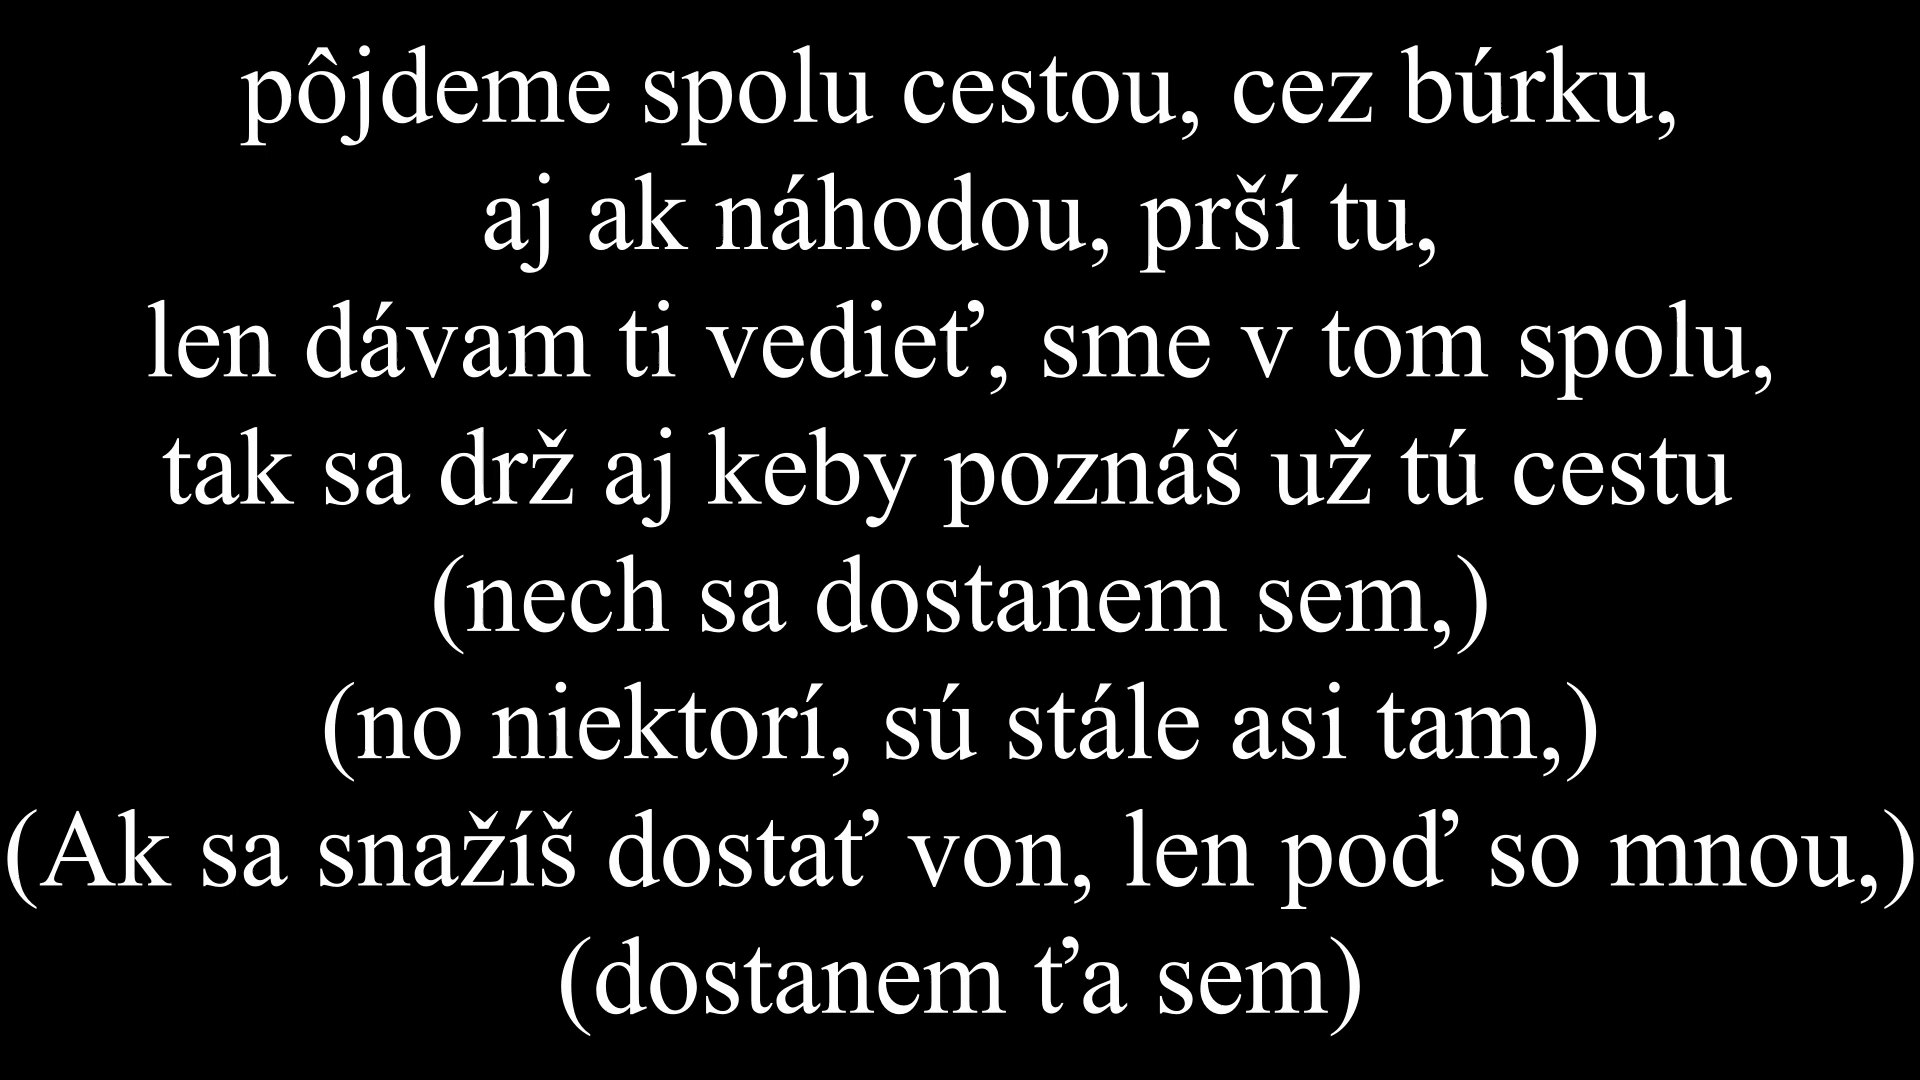 pôjdeme spolu cestou, cez búrku,
aj ak náhodou, prší tu,
len dávam ti vedieť, sme v tom spolu,
tak sa drž aj keby poznáš už tú cestu
(nech sa dostanem sem,)
(no niektorí, sú stále asi tam,)
(Ak sa snažíš dostať von, len poď so mnou,)
(dostanem ťa sem)